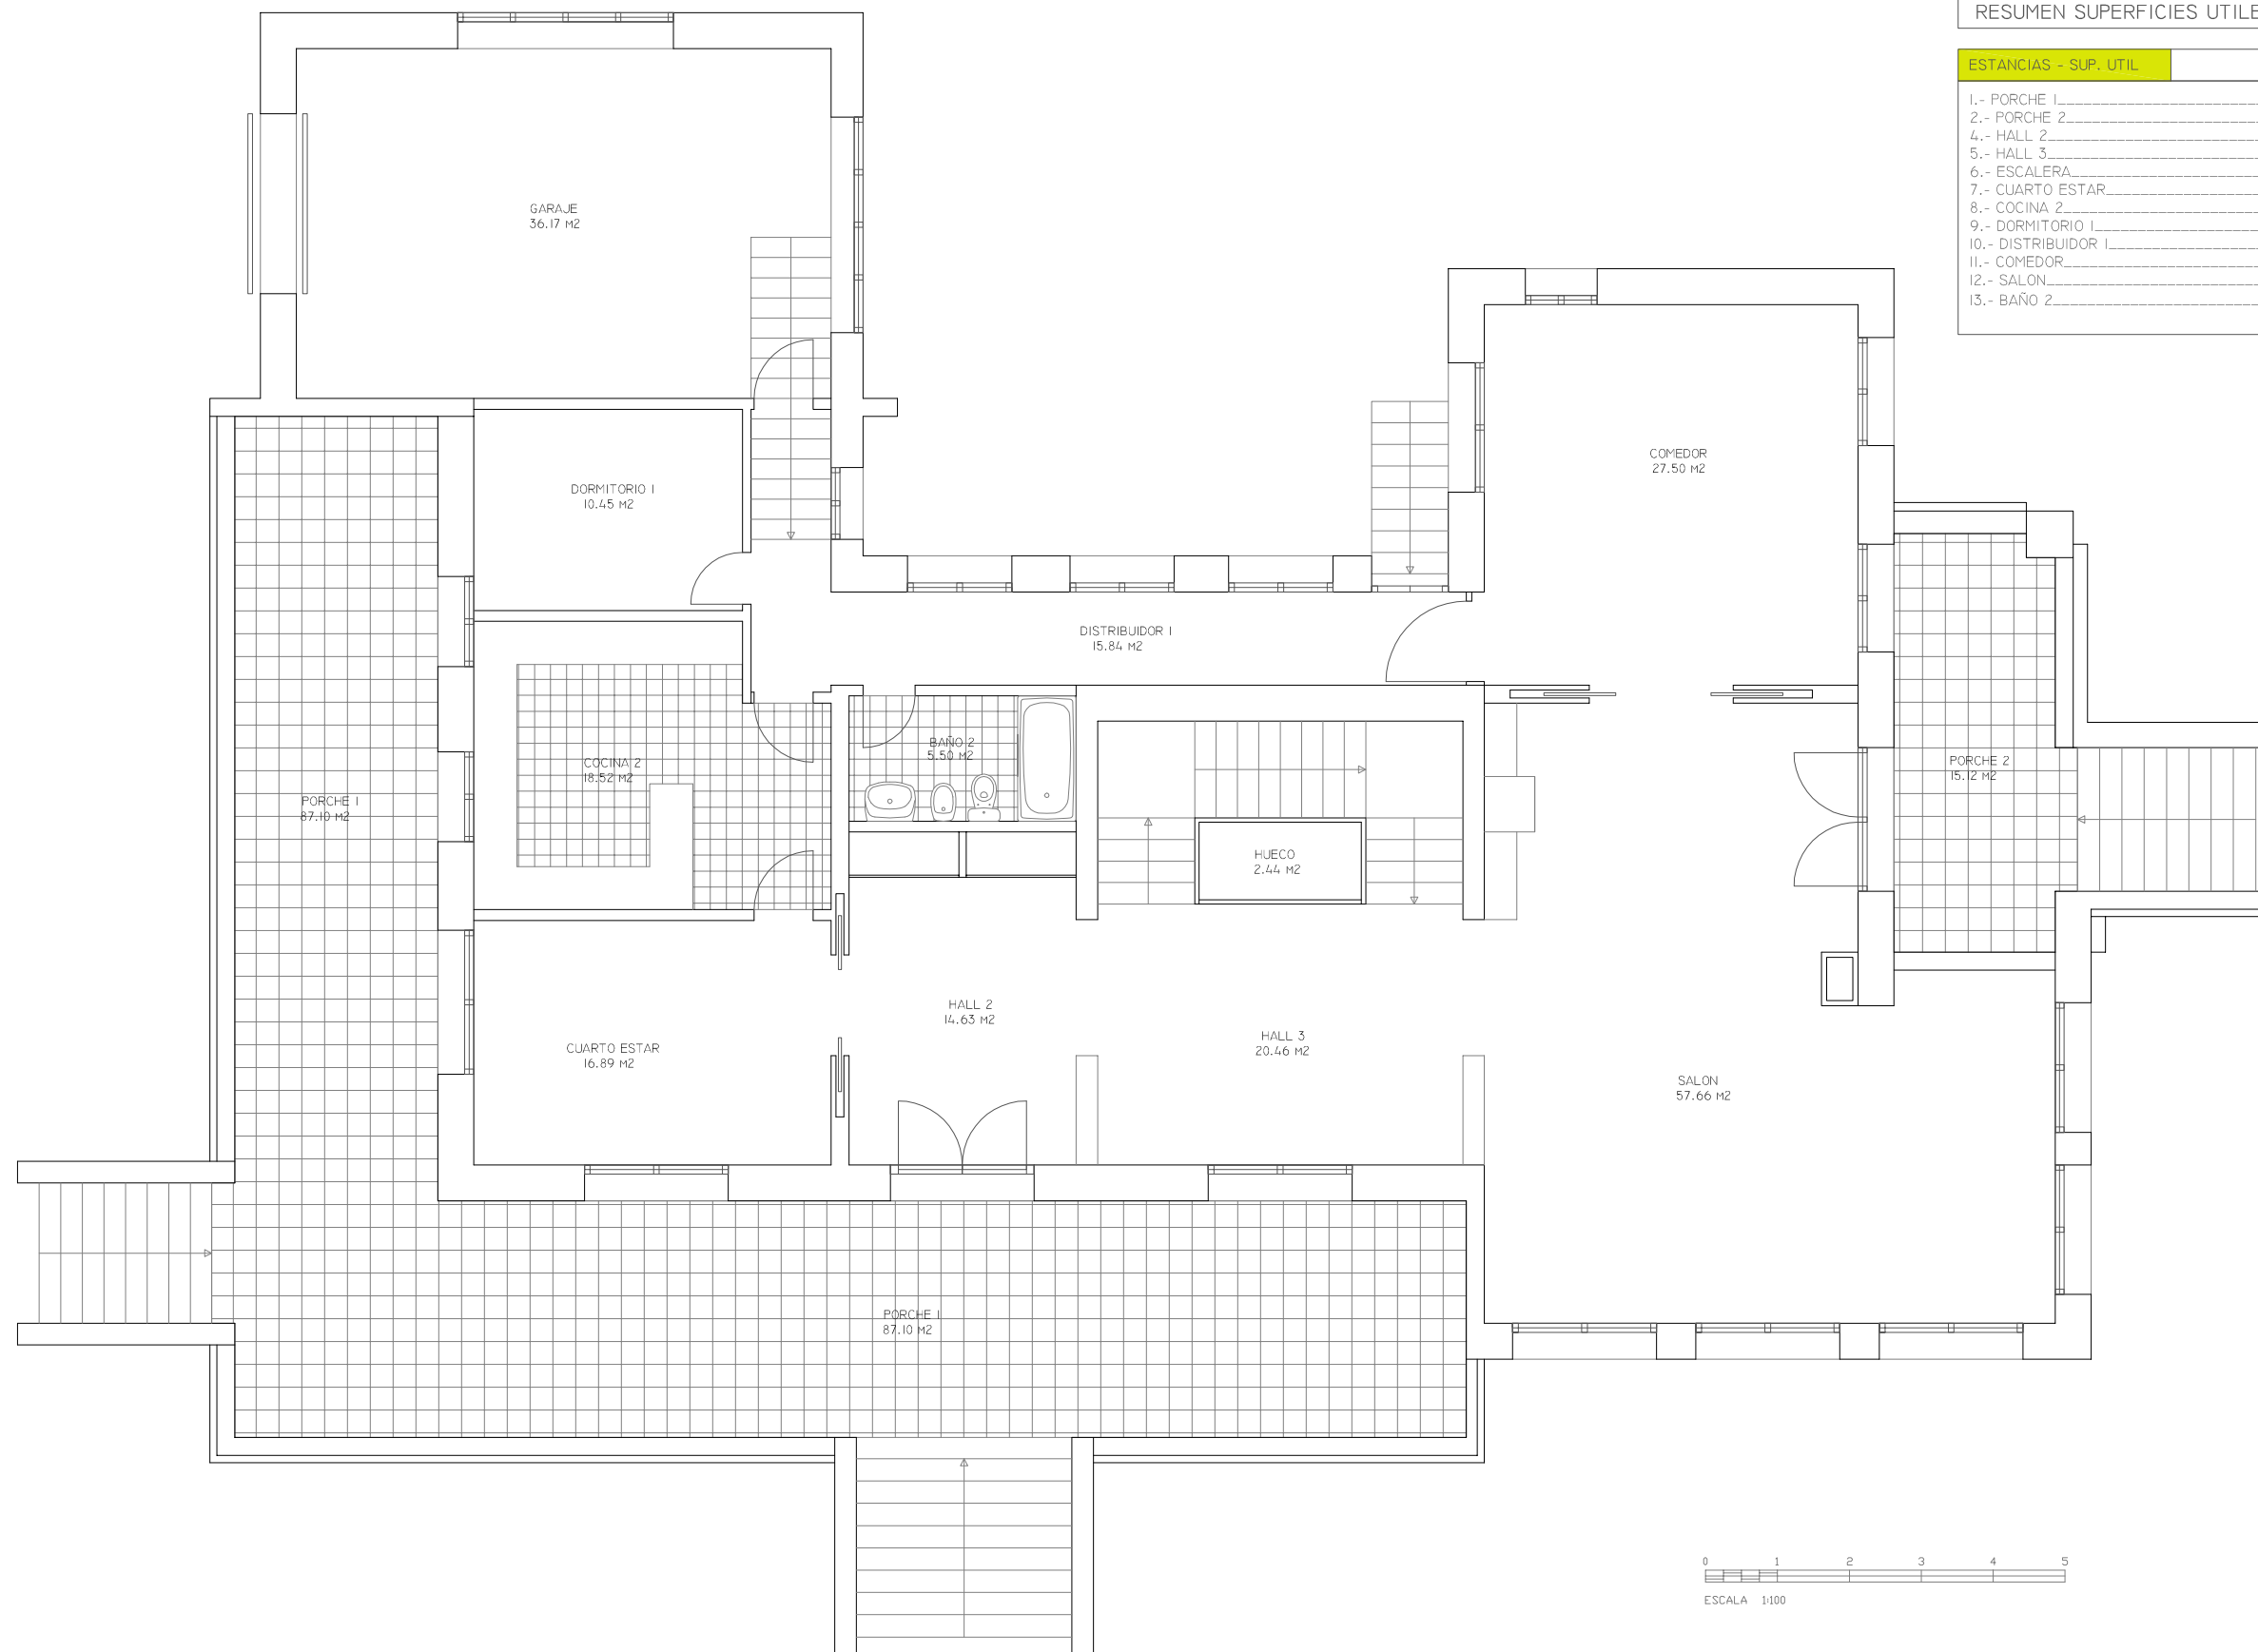 RESUMEN SUPERFICIES UTILE
ESTANCIAS - SUP. UTIL
1.- PORCHE 1
2.- PORCHE 2
4.- HALL 2
5.- HALL 3
6.- ESCALERA
7.- CUARTO ESTAR
8.- COCINA 2
9.- DORMITORIO 1
10.- DISTRIBUIDOR 1
11.- COMEDOR
12.- SALON
13.- BAÑO 2
GARAJE
36.17 M2
COMEDOR
27.50 M2
DORMITORIO 1
10.45 M2
DISTRIBUIDOR 1
15.84 M2
BAÑO 2
5.50 M2
COCINA 2
18.52 M2
PORCHE 2
15.12 M2
PORCHE 1
87.10 M2
HUECO
2.44 M2
HALL 2
14.63 M2
HALL 3
20.46 M2
CUARTO ESTAR
16.89 M2
SALON
57.66 M2
PORCHE 1
87.10 M2
0 1 2 3 4 5
ESCALA 1:100